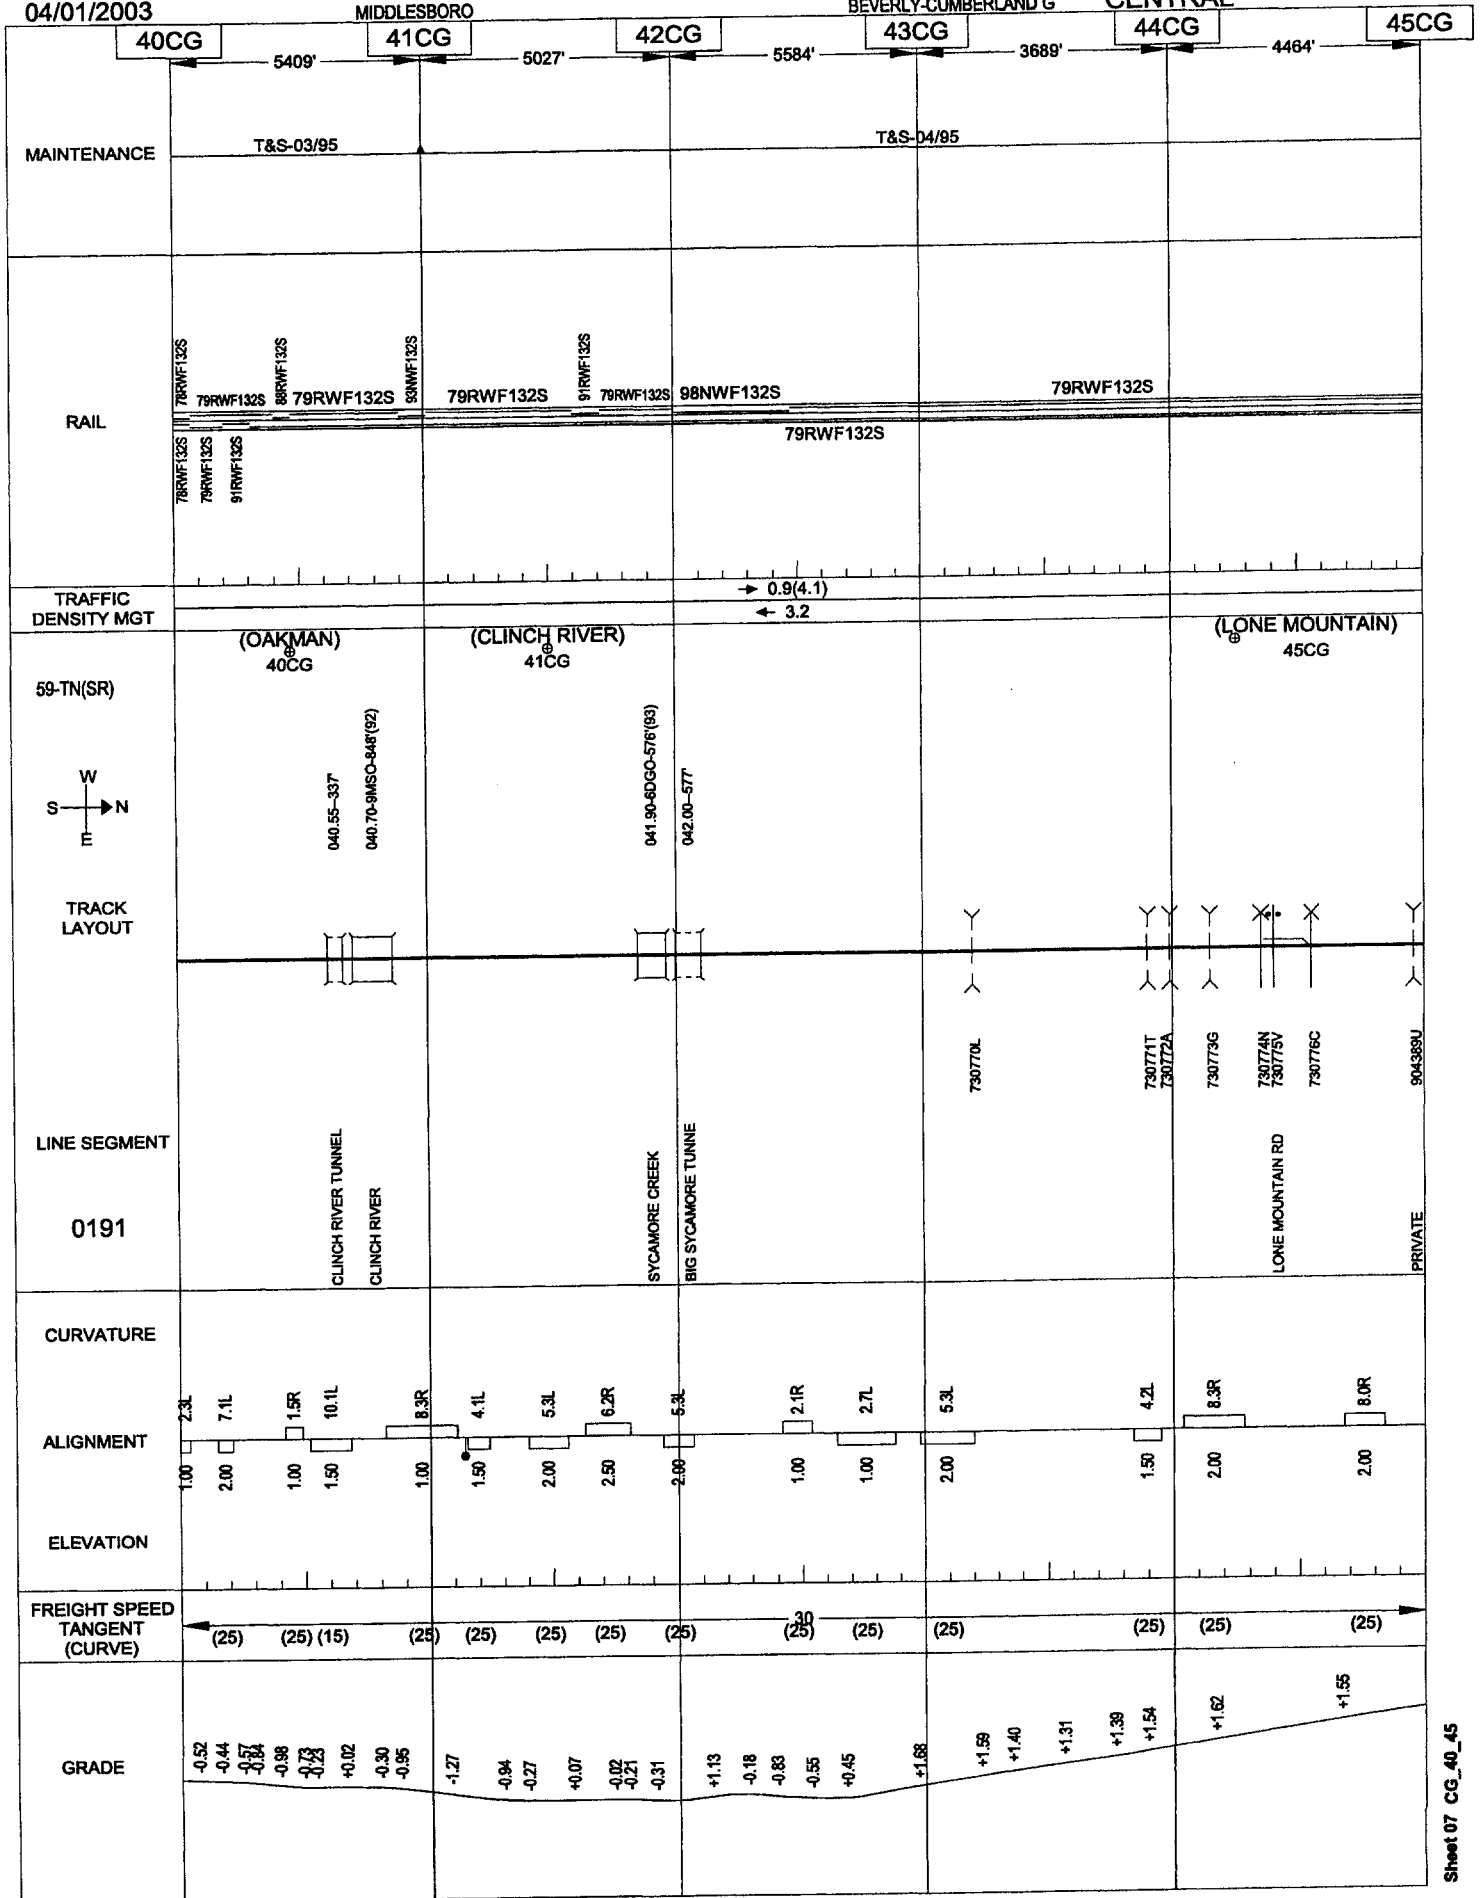 04/01/2003
MIDDLESBORO
BEVERLY-CUMBERLAND G
CENTRAL
40CG 41CG 42CG 43CG 44CG 45CG
5409' 5027' 5584' 3689' 4464'
MAINTENANCE
T&S-03/95
T&S-04/95
RAIL
78RWF132S
79RWF132S
88RWF132S
79RWF132S
93NWF132S
79RWF132S
91RWF132S
79RWF132S
98NWF132S
79RWF132S
79RWF132S
78RWF132S
79RWF132S
91RWF132S
TRAFFIC
DENSITY MGT
0.9(4.1)
3.2
(OAKMAN)
40CG
(CLINCH RIVER)
41CG
(LONE MOUNTAIN)
45CG
59-TN(SR)
W
S N
E
040.55--337'
040.70-9MSO-848'(92)
041.90-6DGO-576'(93)
042.00--577'
TRACK
LAYOUT
730770L
730771T
730772A
730773G
730774N
730775V
730776C
904389U
LINE SEGMENT
0191
CLINCH RIVER TUNNEL
CLINCH RIVER
SYCAMORE CREEK
BIG SYCAMORE TUNNE
LONE MOUNTAIN RD
PRIVATE
CURVATURE
2.3L 7.1L 1.5R 10.1L 8.3R 4.1L 5.3L 6.2R 5.3L 2.1R 2.7L 5.3L 4.2L 8.3R 8.0R
ALIGNMENT
1.00 2.00 1.00 1.50 1.00 1.50 2.00 2.50 2.00 1.00 1.00 2.00 1.50 2.00 2.00
ELEVATION
FREIGHT SPEED
TANGENT
(CURVE)
30
(25) (25) (15) (25) (25) (25) (25) (25) (25) (25) (25) (25) (25) (25)
GRADE
-0.52 -0.44 -0.57 -0.84 -0.98 -0.73 -0.23 +0.02 -0.30 -0.95 -1.27 -0.94 -0.27 +0.07 -0.02 -0.21 -0.31 +1.13 -0.18 -0.83 -0.55 +0.45 +1.68 +1.59 +1.40 +1.31 +1.39 +1.54 +1.62 +1.55
Sheet 07 CG_40_45